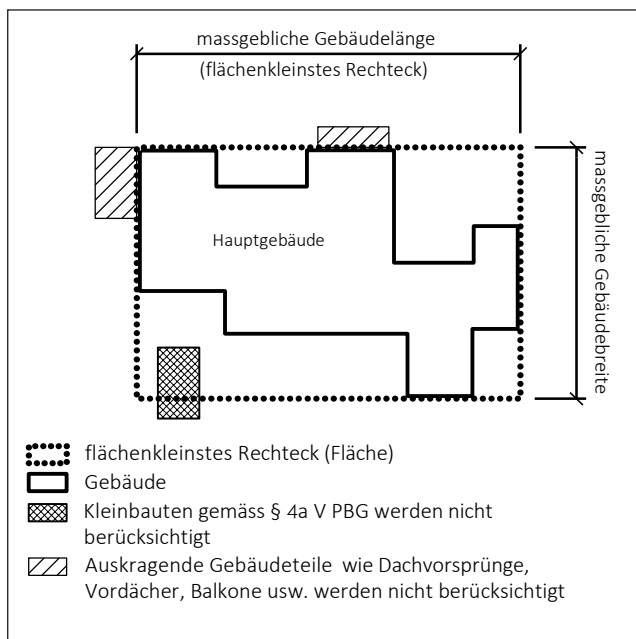 massgebliche Gebäudelänge
(flächenkleinstes Rechteck)
massgebliche Gebäudebreite
Hauptgebäude
flächenkleinstes Rechteck (Fläche)
Gebäude
Kleinbauten gemäss § 4a V PBG werden nicht
berücksichtigt
Auskragende Gebäudeteile wie Dachvorsprünge,
Vordächer, Balkone usw. werden nicht berücksichtigt